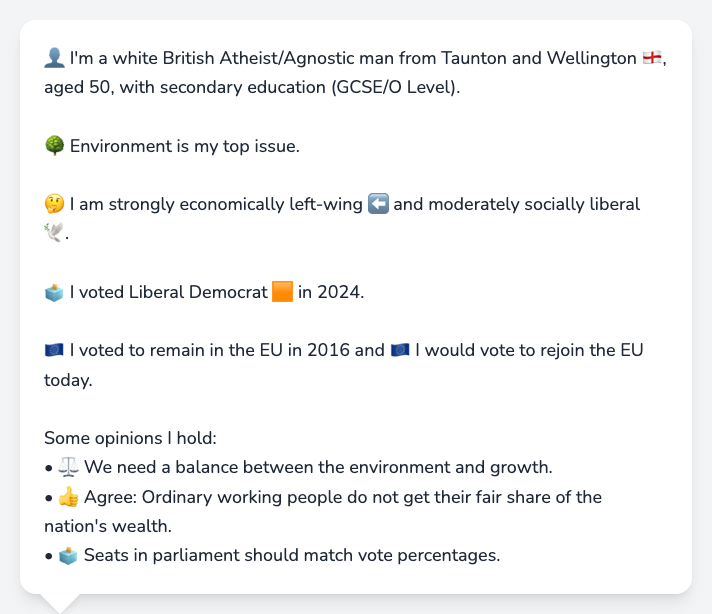 👤 I'm a white British Atheist/Agnostic man from Taunton and Wellington 🏴󠁧󠁢󠁥󠁮󠁧󠁿,
aged 50, with secondary education (GCSE/O Level).
🌳 Environment is my top issue.
🤔 I am strongly economically left-wing ⬅️ and moderately socially liberal
🕊️.
🗳️ I voted Liberal Democrat 🟧 in 2024.
🇪🇺 I voted to remain in the EU in 2016 and 🇪🇺 I would vote to rejoin the EU
today.
Some opinions I hold:
• ⚖️ We need a balance between the environment and growth.
• 👍 Agree: Ordinary working people do not get their fair share of the
nation's wealth.
• 🗳️ Seats in parliament should match vote percentages.